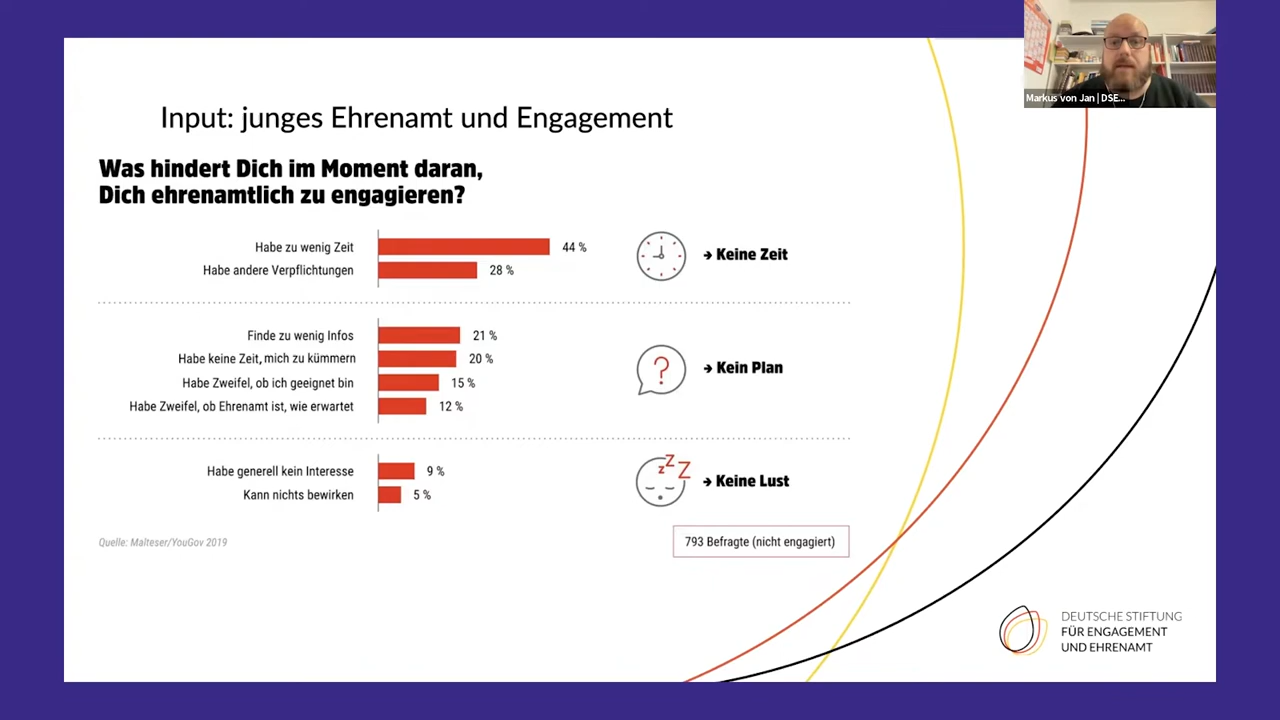 Markus von Jan | DSE...
Input: junges Ehrenamt und Engagement
Was hindert Dich im Moment daran,
Dich ehrenamtlich zu engagieren?
Habe zu wenig Zeit 44 %
Habe andere Verpflichtungen 28 %
→ Keine Zeit
Finde zu wenig Infos 21 %
Habe keine Zeit, mich zu kümmern 20 %
Habe Zweifel, ob ich geeignet bin 15 %
Habe Zweifel, ob Ehrenamt ist, wie erwartet 12 %
?
→ Kein Plan
Habe generell kein Interesse 9 %
Kann nichts bewirken 5 %
zZZ
→ Keine Lust
Quelle: Malteser/YouGov 2019
793 Befragte (nicht engagiert)
DEUTSCHE STIFTUNG
FÜR ENGAGEMENT
UND EHRENAMT